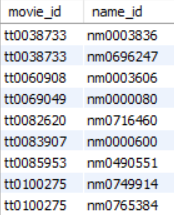 movie_id name_id
tt0038733 nm0003836
tt0038733 nm0696247
tt0060908 nm0003606
tt0069049 nm0000080
tt0082620 nm0716460
tt0083907 nm0000600
tt0085953 nm0490551
tt0100275 nm0749914
tt0100275 nm0765384